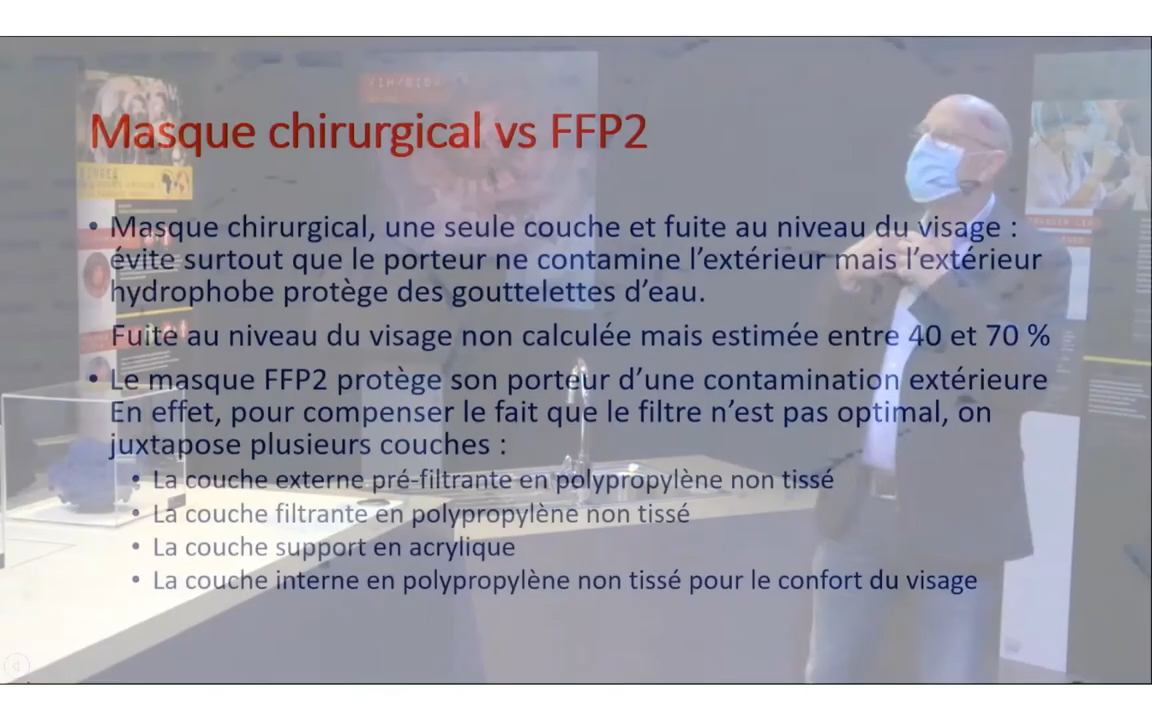 VIH/SIDA
Masque chirurgical vs FFP2
• Masque chirurgical, une seule couche et fuite au niveau du visage :
évite surtout que le porteur ne contamine l’extérieur mais l’extérieur
hydrophobe protège des gouttelettes d’eau.
Fuite au niveau du visage non calculée mais estimée entre 40 et 70 %
• Le masque FFP2 protège son porteur d’une contamination extérieure
En effet, pour compenser le fait que le filtre n’est pas optimal, on
juxtapose plusieurs couches :
• La couche externe pré-filtrante en polypropylène non tissé
• La couche filtrante en polypropylène non tissé
• La couche support en acrylique
• La couche interne en polypropylène non tissé pour le confort du visage